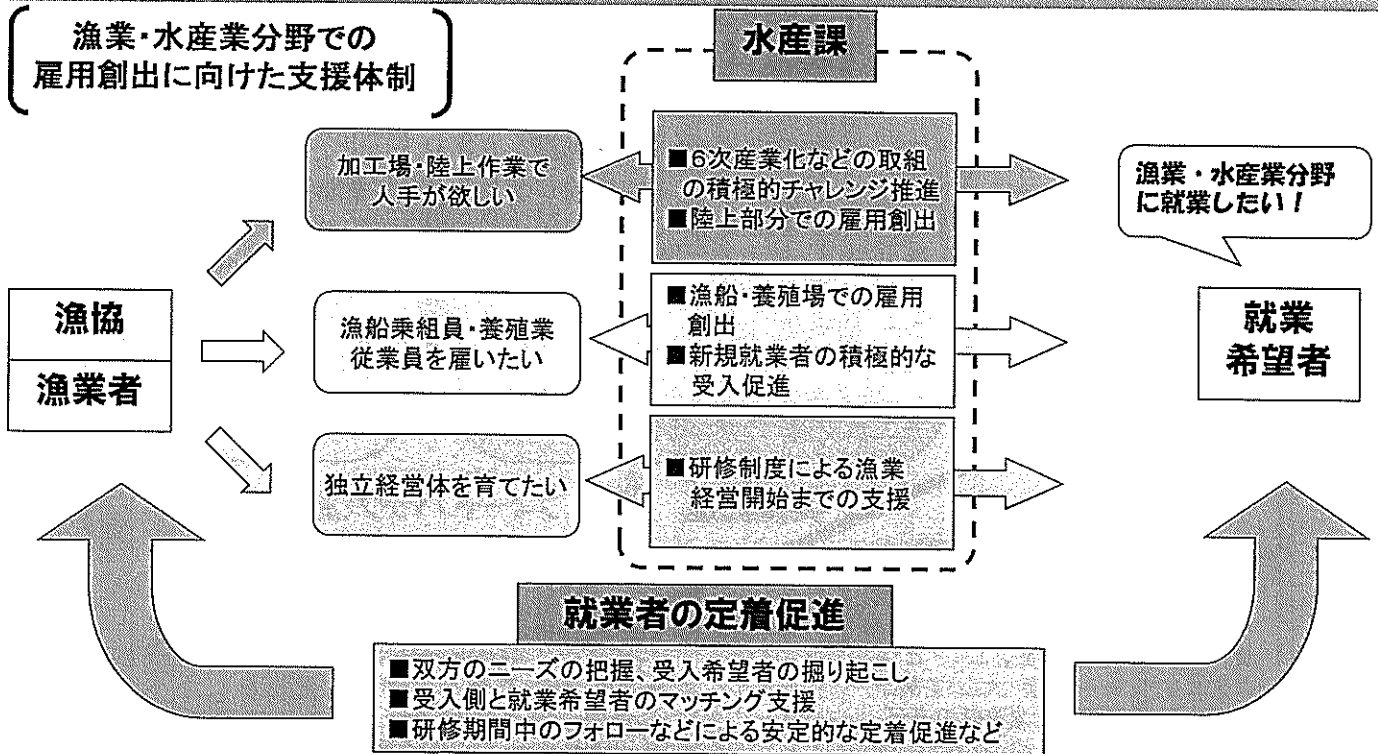 漁業・水産業分野での
雇用創出に向けた支援体制
水産課
加工場・陸上作業で
人手が欲しい
■6次産業化などの取組
の積極的チャレンジ推進
■陸上部分での雇用創出
漁業・水産業分野
に就業したい！
漁協
漁業者
漁船乗組員・養殖業
従業員を雇いたい
■漁船・養殖場での雇用
創出
■新規就業者の積極的な
受入促進
就業
希望者
独立経営体を育てたい
■研修制度による漁業
経営開始までの支援
就業者の定着促進
■双方のニーズの把握、受入希望者の掘り起こし
■受入側と就業希望者のマッチング支援
■研修期間中のフォローなどによる安定的な定着促進など